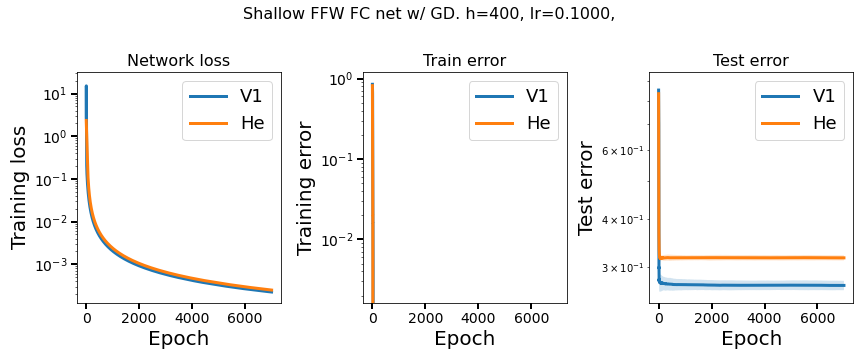 Shallow FFW FC net w/ GD. h=400, lr=0.1000,
Network loss
Train error
Test error
Training loss
10¹
10⁰
10⁻¹
10⁻²
10⁻³
V1
He
0
2000
4000
6000
Epoch
Training error
10⁰
10⁻¹
10⁻²
V1
He
0
2000
4000
6000
Epoch
Test error
6 × 10⁻¹
4 × 10⁻¹
3 × 10⁻¹
V1
He
0
2000
4000
6000
Epoch